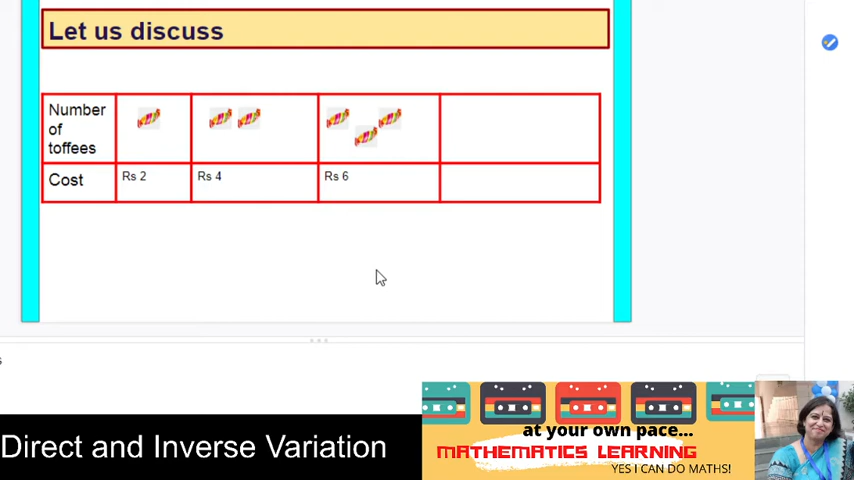 Let us discuss
Number
of
toffees
Cost
Rs 2
Rs 4
Rs 6
Direct and Inverse Variation
at your own pace...
MATHEMATICS LEARNING
YES I CAN DO MATHS!